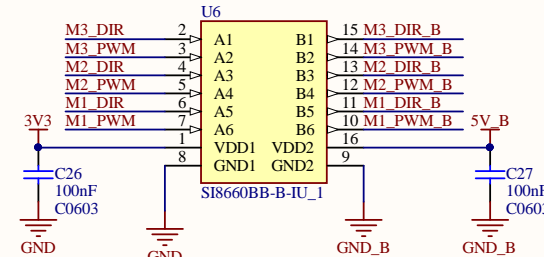 U6
M3_DIR 2 A1 B1 15 M3_DIR_B
M3_PWM 3 A2 B2 14 M3_PWM_B
M2_DIR 4 A3 B3 13 M2_DIR_B
M2_PWM 5 A4 B4 12 M2_PWM_B
M1_DIR 6 A5 B5 11 M1_DIR_B
M1_PWM 7 A6 B6 10 M1_PWM_B
3V3 1 VDD1 VDD2 16 5V_B
8 GND1 GND2 9
SI8660BB-B-IU_1
C26
100nF
C0603
C27
100nF
C0603
GND
GND
GND_B
GND_B